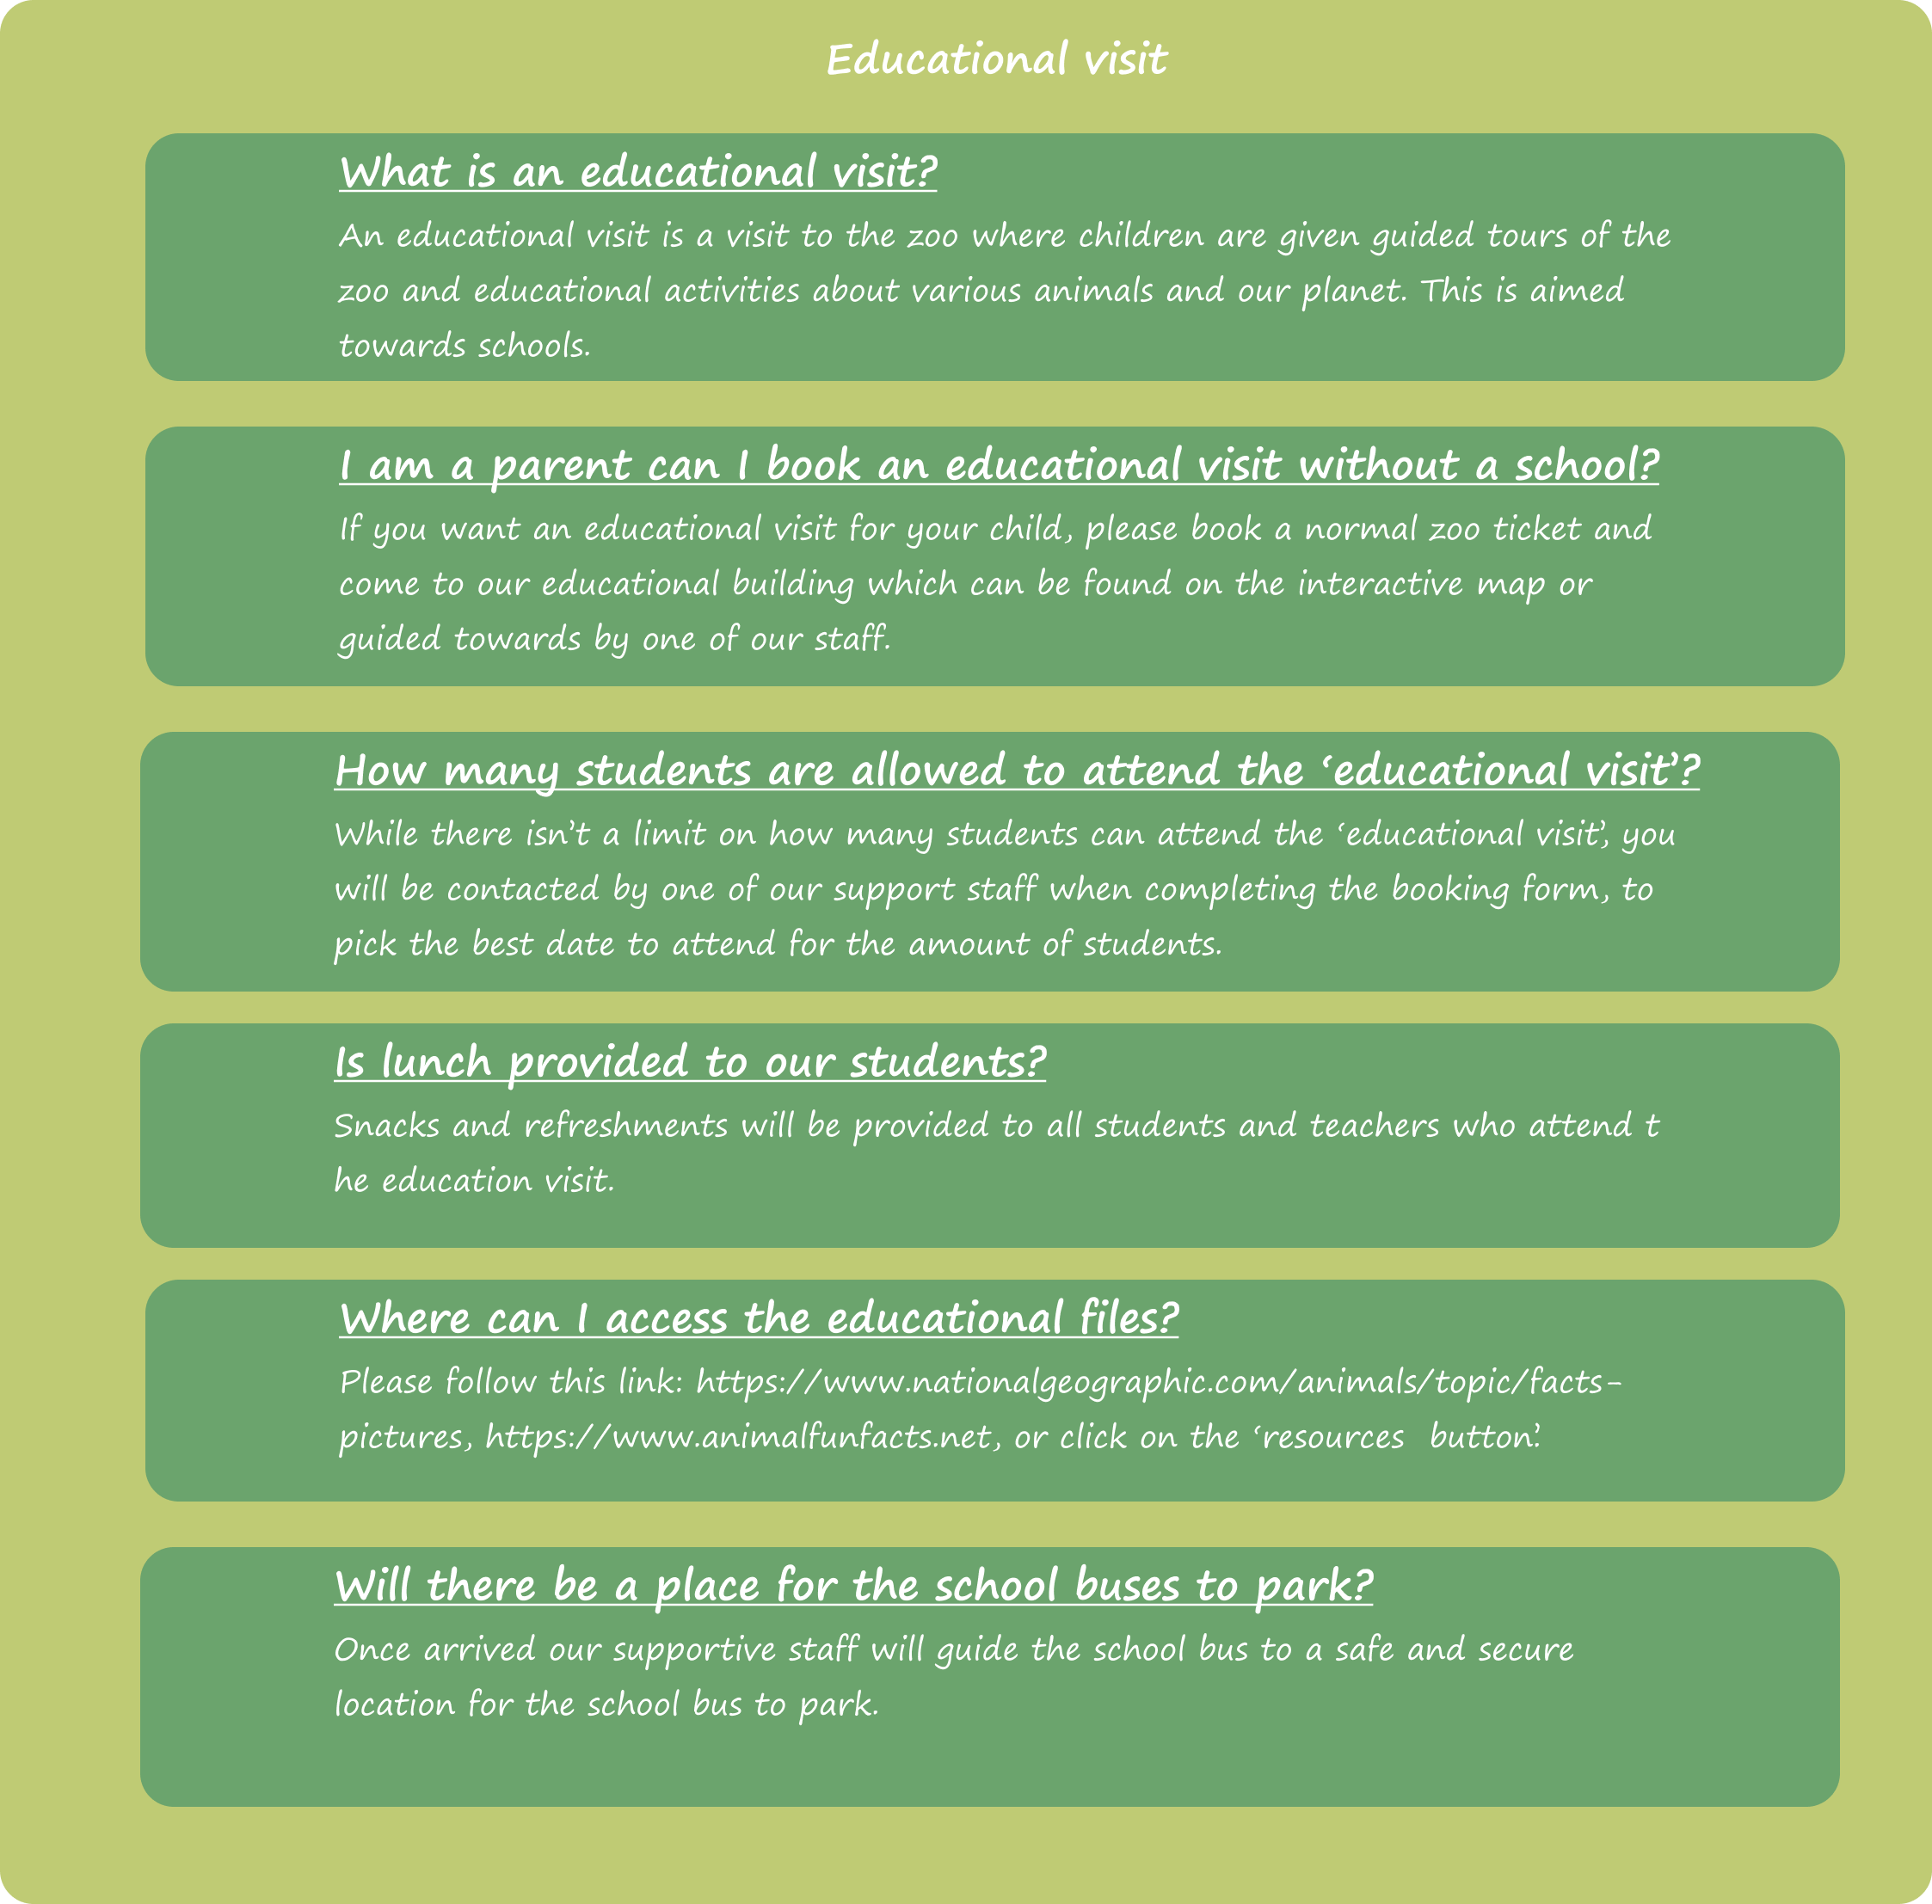 Educational visit
What is an educational visit?
An educational visit is a visit to the zoo where children are given guided tours of the
zoo and educational activities about various animals and our planet. This is aimed
towards schools.
I am a parent can I book an educational visit without a school?
If you want an educational visit for your child, please book a normal zoo ticket and
come to our educational building which can be found on the interactive map or
guided towards by one of our staff.
How many students are allowed to attend the ‘educational visit’?
While there isn’t a limit on how many students can attend the ‘educational visit’, you
will be contacted by one of our support staff when completing the booking form, to
pick the best date to attend for the amount of students.
Is lunch provided to our students?
Snacks and refreshments will be provided to all students and teachers who attend t
he education visit.
Where can I access the educational files?
Please follow this link: https://www.nationalgeographic.com/animals/topic/facts-
pictures, https://www.animalfunfacts.net, or click on the ‘resources  button’.
Will there be a place for the school buses to park?
Once arrived our supportive staff will guide the school bus to a safe and secure
location for the school bus to park.